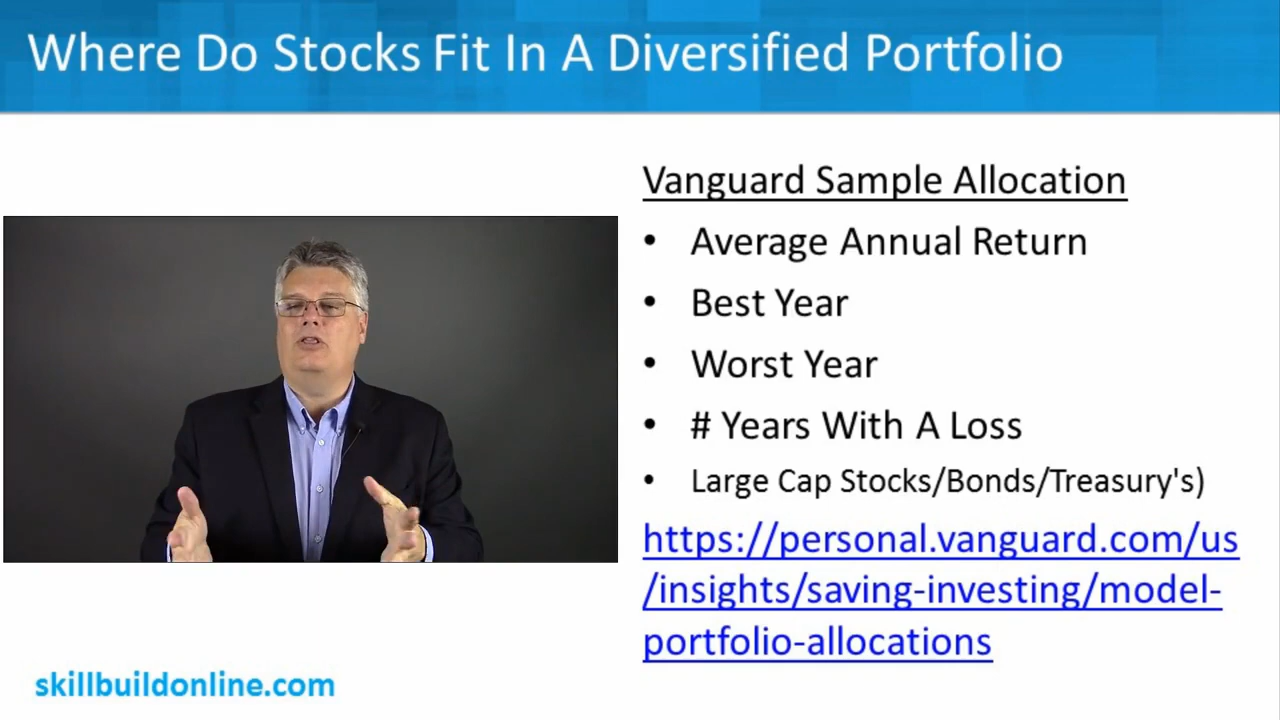 Where Do Stocks Fit In A Diversified Portfolio
Vanguard Sample Allocation
• Average Annual Return
• Best Year
• Worst Year
• # Years With A Loss
• Large Cap Stocks/Bonds/Treasury's)
https://personal.vanguard.com/us
/insights/saving-investing/model-
portfolio-allocations
skillbuildonline.com